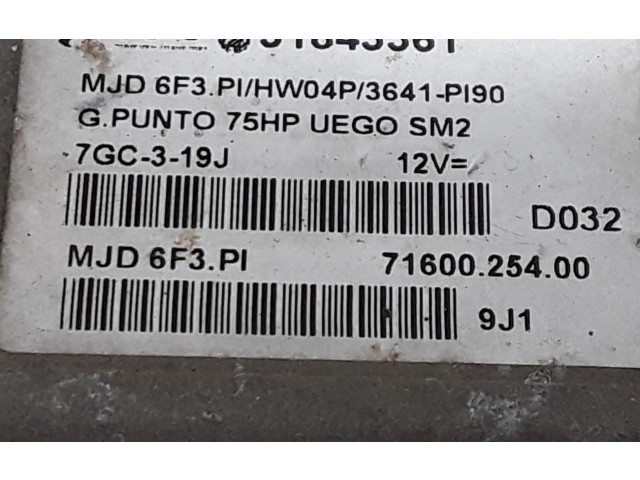 MJD 6F3.PI/HW04P/3641-PI90
G.PUNTO 75HP UEGO SM2
7GC-3-19J 12V=
D032
MJD 6F3.PI 71600.254.00
9J1